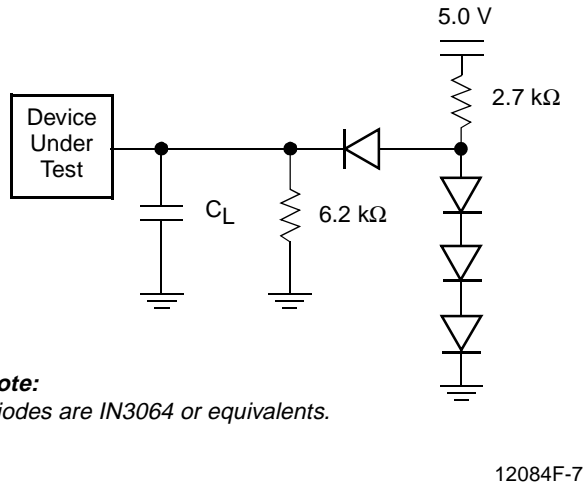 5.0 V
2.7 kΩ
Device
Under
Test
CL
6.2 kΩ
ote:
iodes are IN3064 or equivalents.
12084F-7